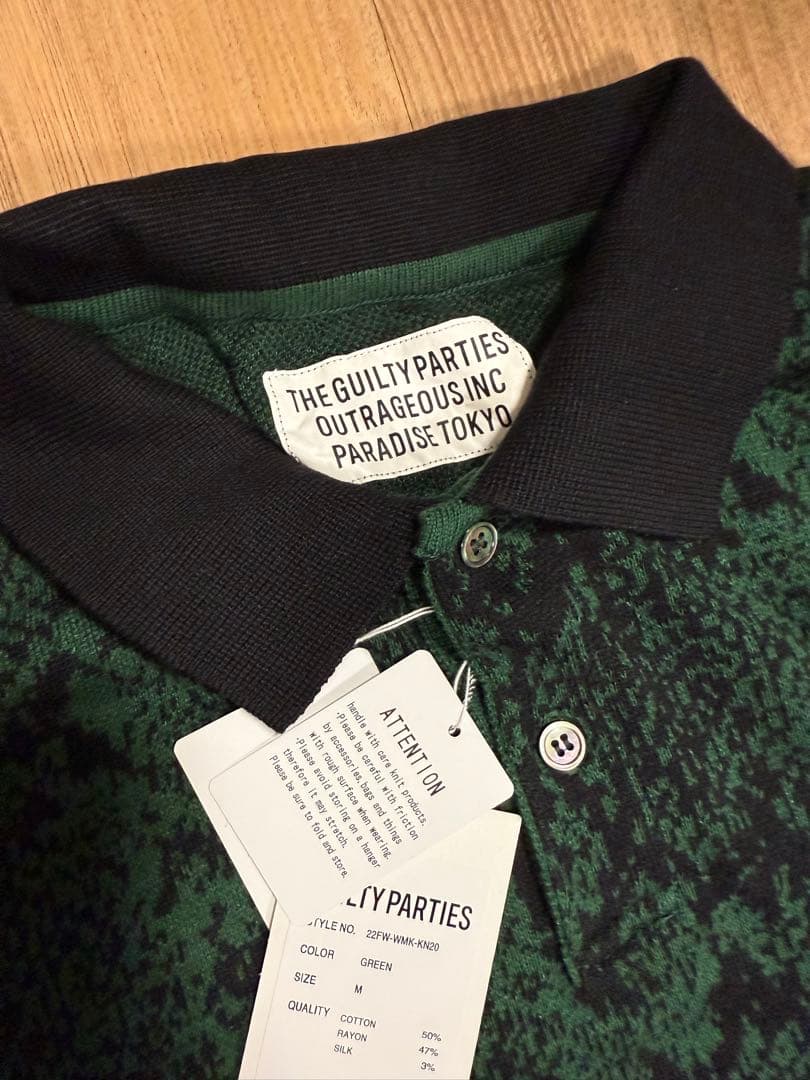 THE GUILTY PARTIES
OUTRAGEOUS INC
PARADISE TOKYO
ATTENTION
handle with care knit products.
・Please be careful with friction
by accessories, bags and things
with rough surface when wearing.
・Please avoid storing on a hanger
therefore it may stretch.
Please be sure to fold and store.
PARTIES
STYLE NO. 22FW-WMK-KN20
COLOR GREEN
SIZE M
QUALITY COTTON 50%
RAYON 47%
SILK 3%